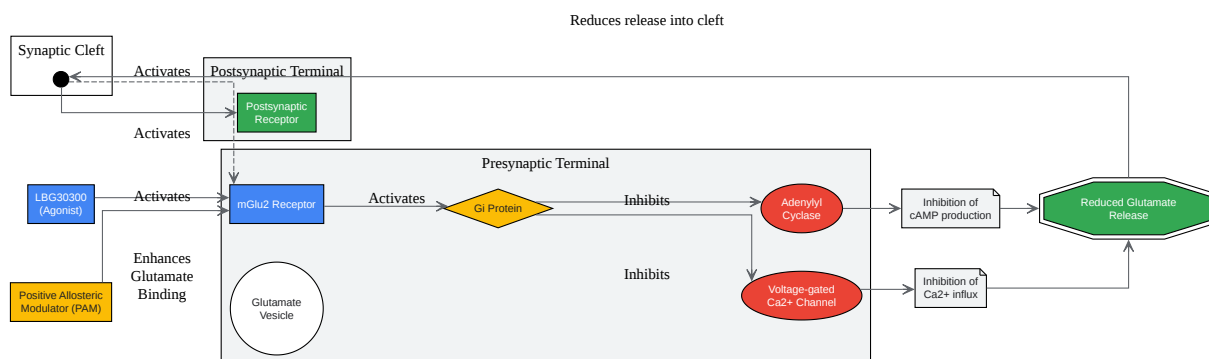 Reduces release into cleft
Synaptic Cleft
Activates
Postsynaptic Terminal
Postsynaptic
Receptor
Activates
Presynaptic Terminal
LBG30300
(Agonist)
Activates
mGlu2 Receptor
Activates
Gi Protein
Inhibits
Adenylyl
Cyclase
Inhibition of
cAMP production
Reduced Glutamate
Release
Enhances
Glutamate
Binding
Positive Allosteric
Modulator (PAM)
Glutamate
Vesicle
Inhibits
Voltage-gated
Ca2+ Channel
Inhibition of
Ca2+ influx